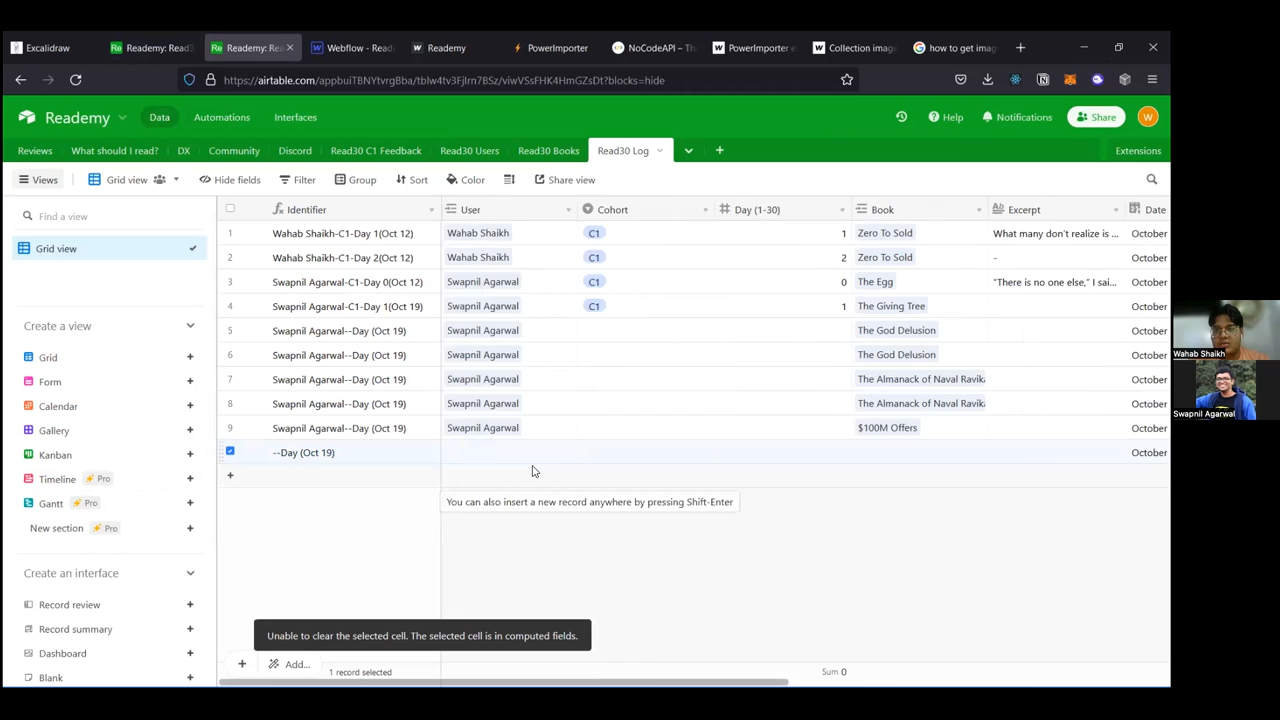 Excalidraw
Reademy: Read3
Reademy: Rea
Webflow - Reade
Reademy
PowerImporter
NoCodeAPI – The
PowerImporter e
Collection image
how to get imag
https://airtable.com/appbuiTBNYtvrgBba/tblw4tv3FjIrn7BSz/viwVSsFHK4HmGZsDt?blocks=hide
Reademy
Data
Automations
Interfaces
Help
Notifications
Share
W
Reviews
What should I read?
DX
Community
Discord
Read30 C1 Feedback
Read30 Users
Read30 Books
Read30 Log
Extensions
Views
Grid view
Hide fields
Filter
Group
Sort
Color
Share view
Find a view
Grid view
Create a view
Grid
Form
Calendar
Gallery
Kanban
Timeline Pro
Gantt Pro
New section Pro
Create an interface
Record review
Record summary
Dashboard
Blank
Identifier User Cohort Day (1-30) Book Excerpt Date
1 Wahab Shaikh-C1-Day 1(Oct 12) Wahab Shaikh C1 1 Zero To Sold What many don't realize is ... October
2 Wahab Shaikh-C1-Day 2(Oct 12) Wahab Shaikh C1 2 Zero To Sold - October
3 Swapnil Agarwal-C1-Day 0(Oct 12) Swapnil Agarwal C1 0 The Egg “There is no one else,” I sai... October
4 Swapnil Agarwal-C1-Day 1(Oct 19) Swapnil Agarwal C1 1 The Giving Tree October
5 Swapnil Agarwal--Day (Oct 19) Swapnil Agarwal The God Delusion October
6 Swapnil Agarwal--Day (Oct 19) Swapnil Agarwal The God Delusion October
7 Swapnil Agarwal--Day (Oct 19) Swapnil Agarwal The Almanack of Naval Ravika October
8 Swapnil Agarwal--Day (Oct 19) Swapnil Agarwal The Almanack of Naval Ravika October
9 Swapnil Agarwal--Day (Oct 19) Swapnil Agarwal $100M Offers October
--Day (Oct 19) October
You can also insert a new record anywhere by pressing Shift-Enter
Unable to clear the selected cell. The selected cell is in computed fields.
Add...
1 record selected
Sum 0
Wahab Shaikh
Swapnil Agarwal